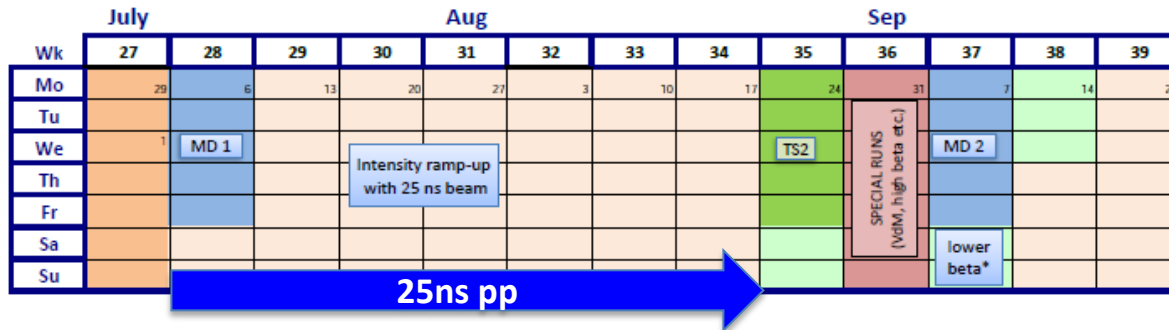 July Aug Sep
Wk 27 28 29 30 31 32 33 34 35 36 37 38 39
Mo 29 6 13 20 27 3 10 17 24 31 7 14 2
Tu
We 1 MD 1 TS2 MD 2
Intensity ramp-up
with 25 ns beam
SPECIAL RUNS
(VdM, high beta etc.)
Th
Fr
Sa
Su
lower
beta*
25ns pp